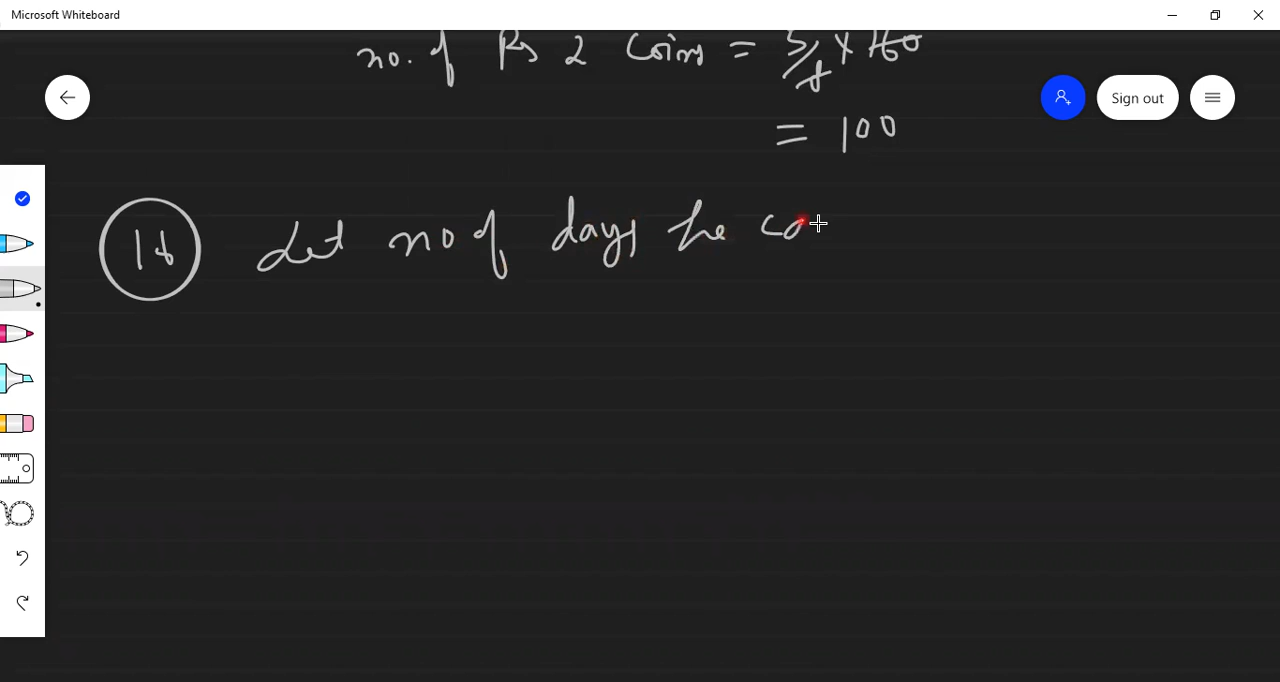 Microsoft Whiteboard
no. of Rs 2 Coins = 5/8 × 160
Sign out
= 100
18 Let no of days he co